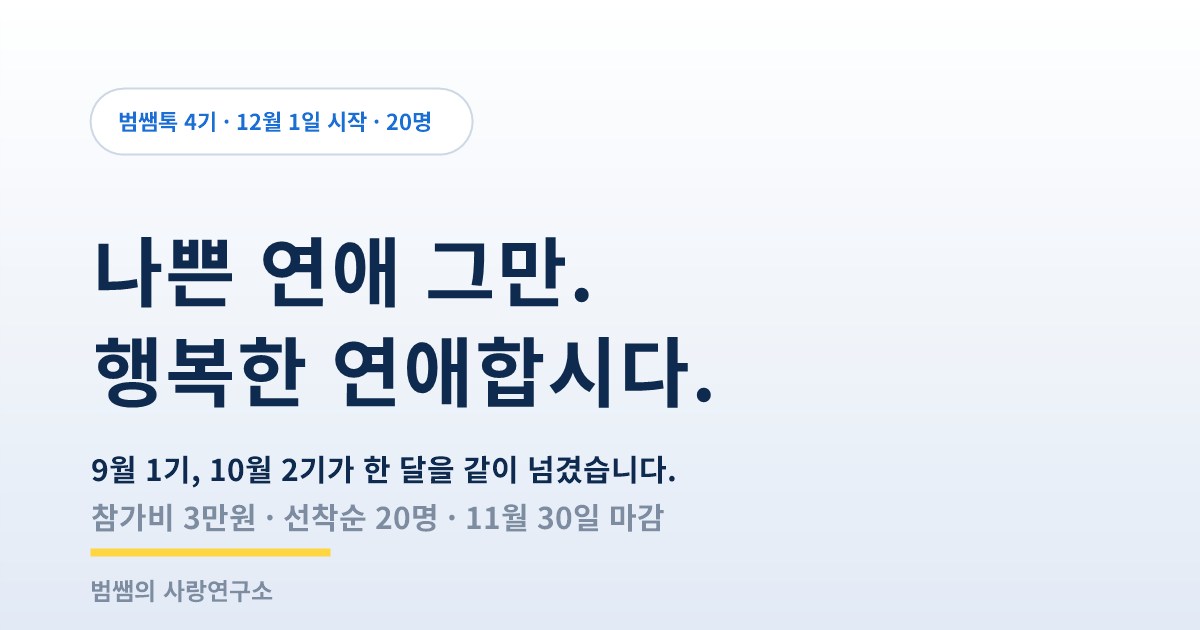 범쌤톡 4기 · 12월 1일 시작 · 20명
나쁜 연애 그만.
행복한 연애합시다.
9월 1기, 10월 2기가 한 달을 같이 넘겼습니다.
참가비 3만원 · 선착순 20명 · 11월 30일 마감
범쌤의 사랑연구소